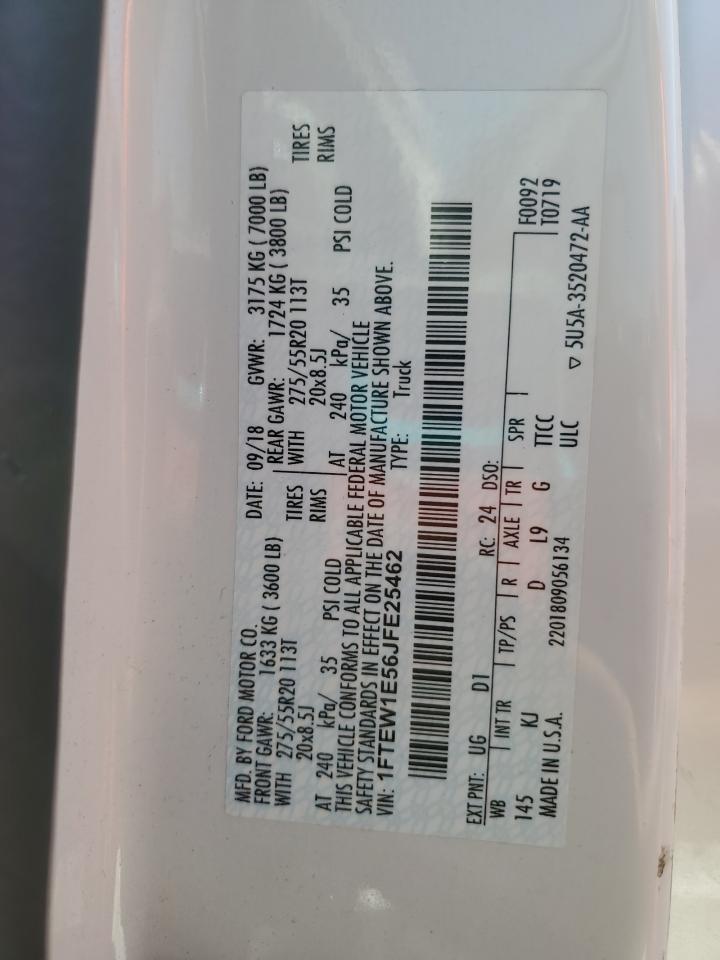 MFD. BY FORD MOTOR CO.
DATE: 09/18 GVWR: 3175 KG ( 7000 LB)
FRONT GAWR: 1633 KG ( 3600 LB)
REAR GAWR: 1724 KG ( 3800 LB)
WITH 275/55R20 113T TIRES
WITH 275/55R20 113T TIRES
20x8.5J RIMS
20x8.5J RIMS
AT 240 kPa/ 35 PSI COLD
AT 240 kPa/ 35 PSI COLD
THIS VEHICLE CONFORMS TO ALL APPLICABLE FEDERAL MOTOR VEHICLE
SAFETY STANDARDS IN EFFECT ON THE DATE OF MANUFACTURE SHOWN ABOVE.
VIN: 1FTEW1E56JFE25462 TYPE: Truck
EXT PNT: UG D1 RC: 24 DSO: F0092
WB INT TR TP/PS R AXLE TR SPR T0719
145 KJ D L9 G TTCC
MADE IN U.S.A. 2201809056134 ULC ▽ 5U5A-3520472-AA